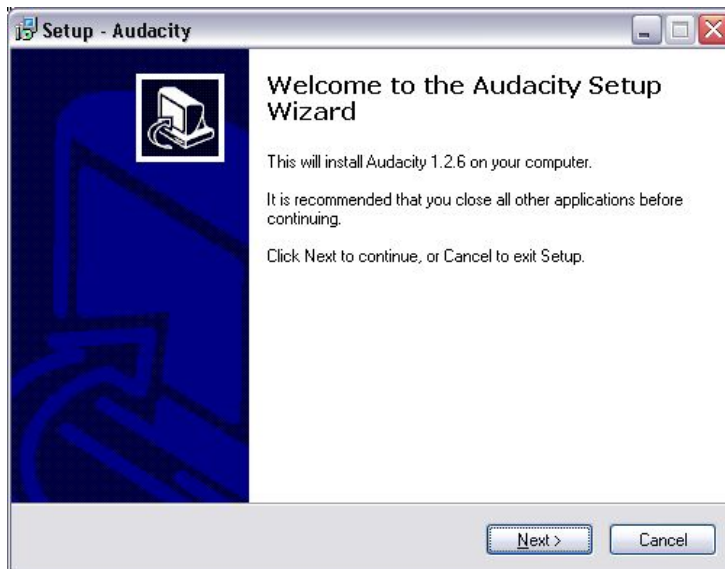 Setup - Audacity
Welcome to the Audacity Setup
Wizard
This will install Audacity 1.2.6 on your computer.
It is recommended that you close all other applications before
continuing.
Click Next to continue, or Cancel to exit Setup.
Next >
Cancel